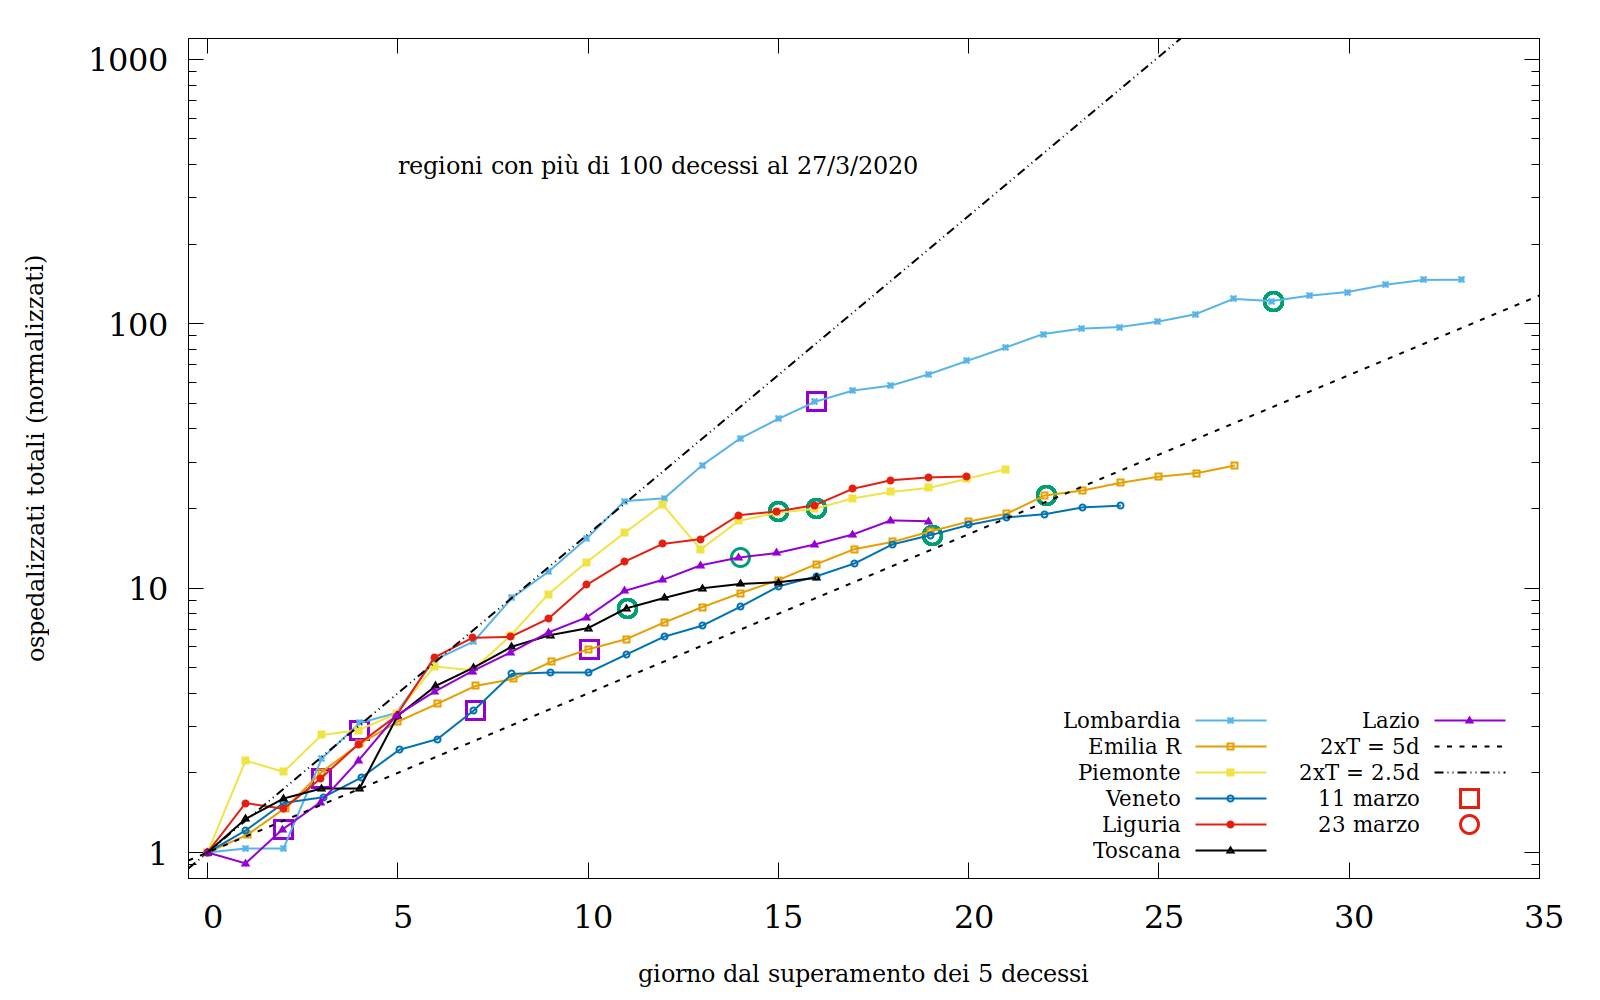 1000
100
10
1
ospedalizzati totali (normalizzati)
regioni con più di 100 decessi al 27/3/2020
Lombardia
Emilia R
Piemonte
Veneto
Liguria
Toscana
Lazio
2xT = 5d
2xT = 2.5d
11 marzo
23 marzo
0 5 10 15 20 25 30 35
giorno dal superamento dei 5 decessi